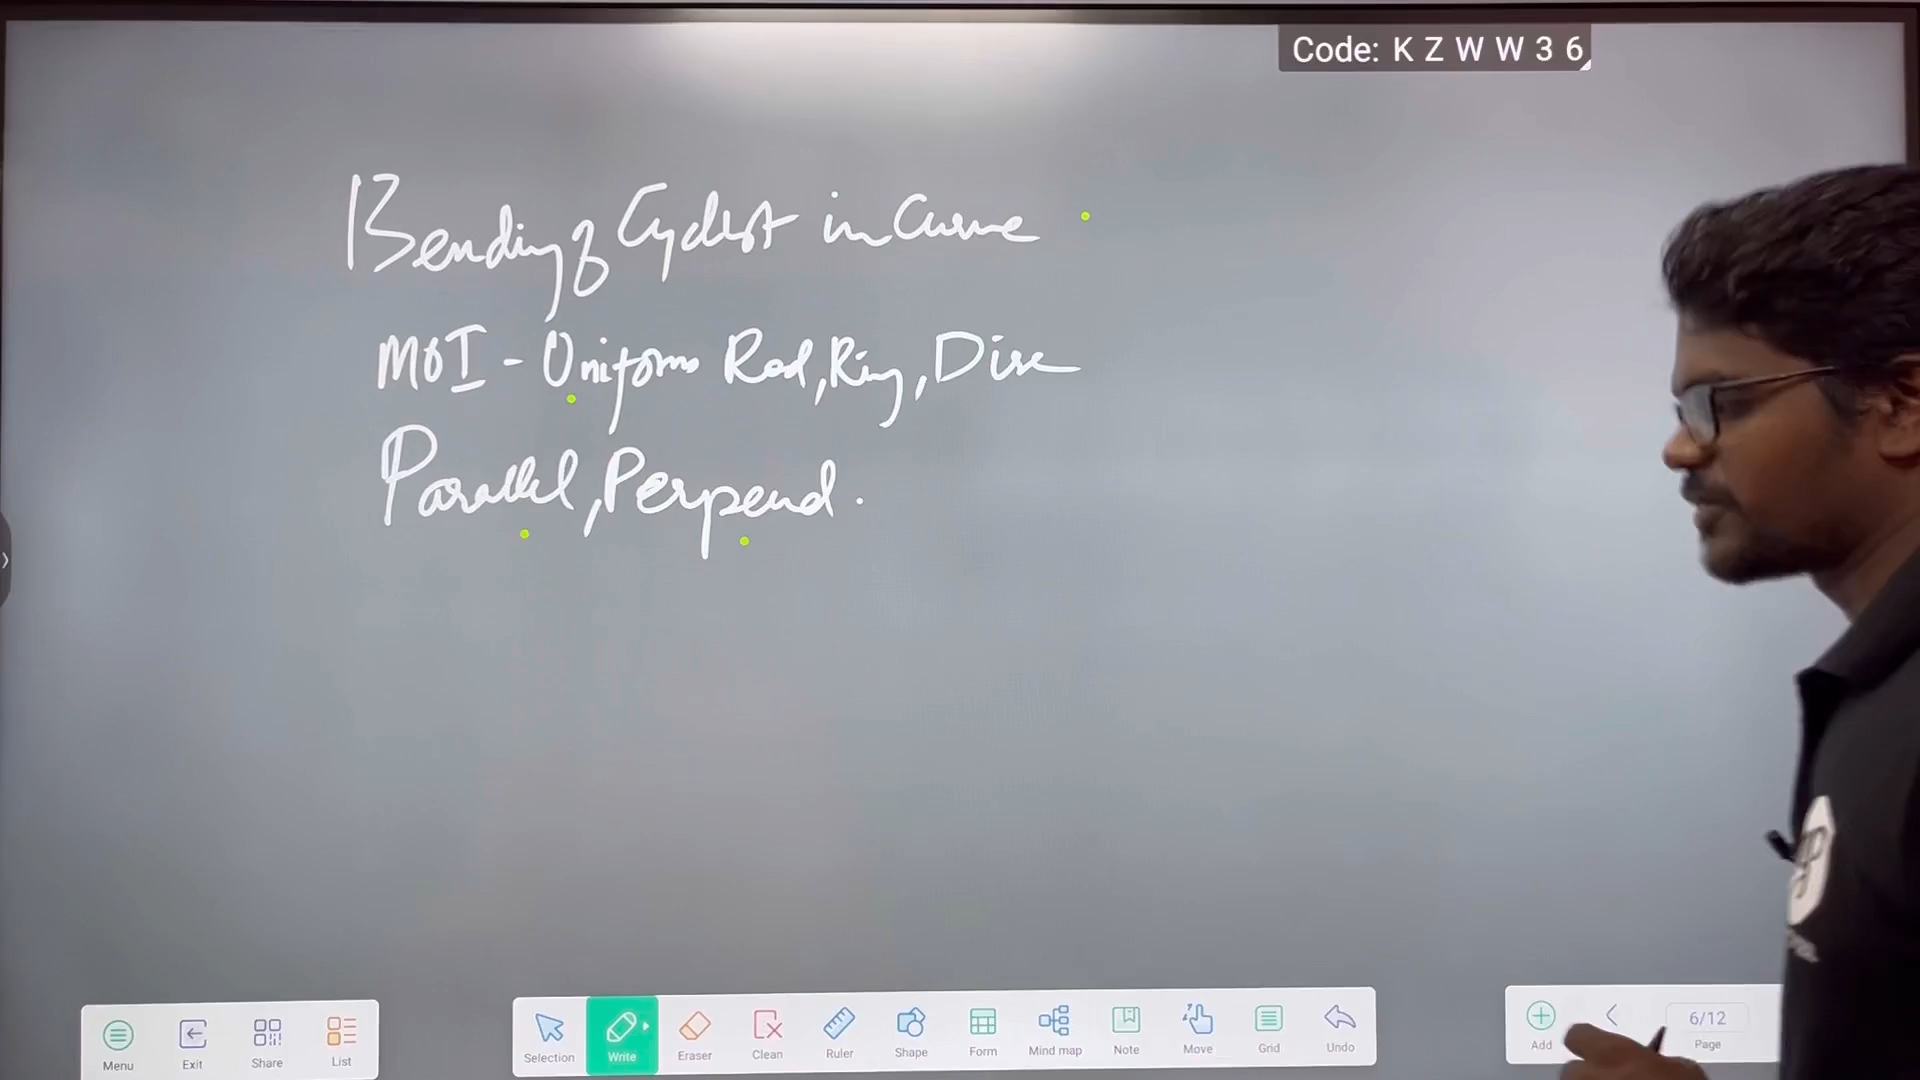 Code: K Z W W 3 6
Bending of Cyclist in Curve
MOI - Uniform Rod, Ring, Disc
Parallel, Perpend.
Menu
Exit
Share
List
Selection
Write
Eraser
Clean
Ruler
Shape
Form
Mind map
Note
Move
Grid
Undo
Add
6/12
Page